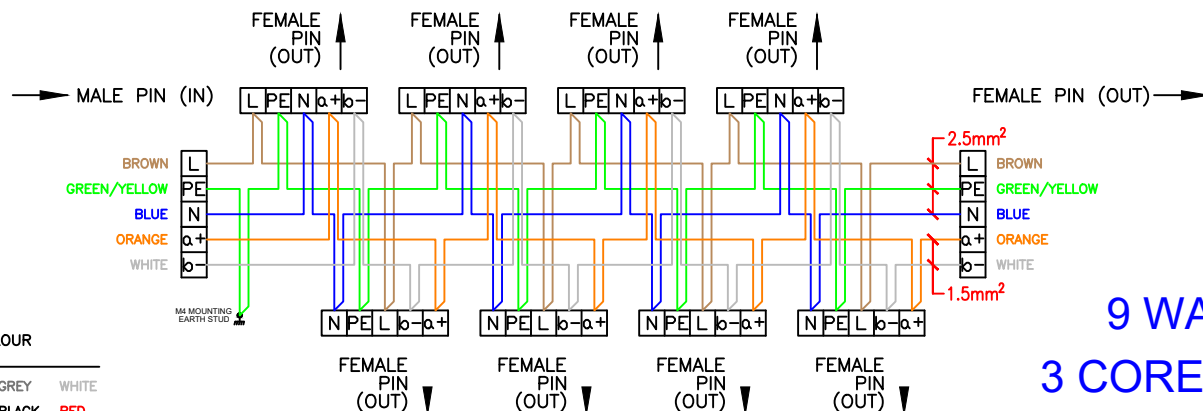 FEMALE PIN (OUT)
FEMALE PIN (OUT)
FEMALE PIN (OUT)
FEMALE PIN (OUT)
MALE PIN (IN)
L PE N a+ b-
L PE N a+ b-
L PE N a+ b-
L PE N a+ b-
FEMALE PIN (OUT)
2.5mm²
BROWN L
GREEN/YELLOW PE
BLUE N
ORANGE a+
WHITE b-
L BROWN
PE GREEN/YELLOW
N BLUE
a+ ORANGE
b- WHITE
1.5mm²
M4 MOUNTING
EARTH STUD
N PE L b- a+
N PE L b- a+
N PE L b- a+
N PE L b- a+
FEMALE PIN (OUT)
FEMALE PIN (OUT)
FEMALE PIN (OUT)
FEMALE PIN (OUT)
9 WA
3 CORE
OUR
GREY WHITE
BLACK RED